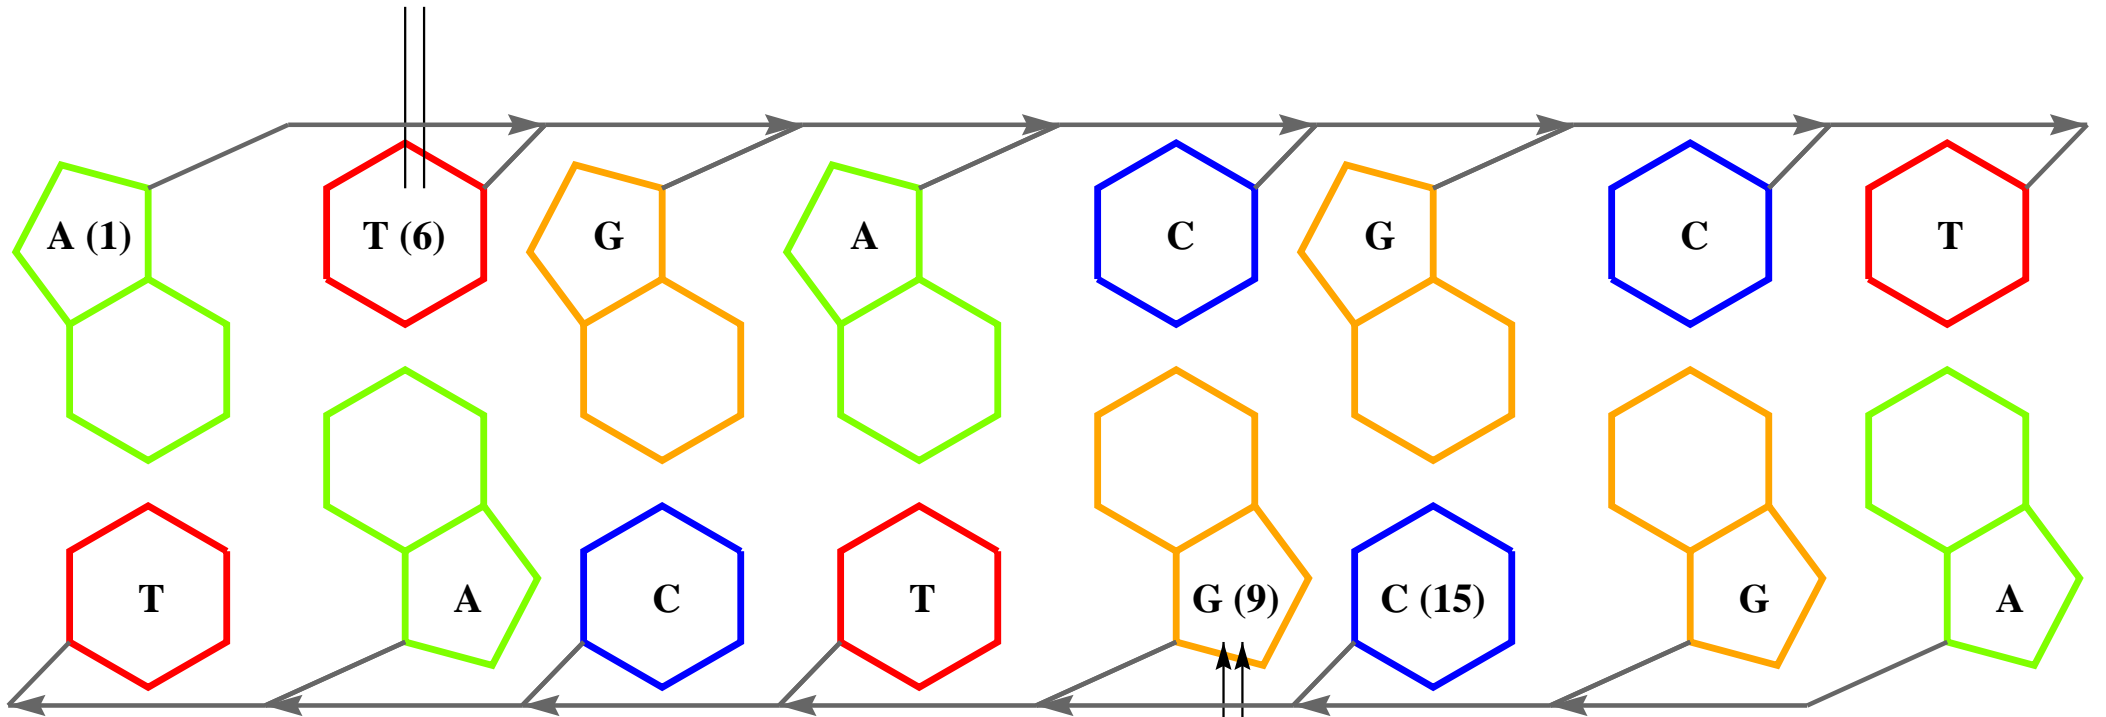 A (1) T (6) G A C G C T
T A C T G (9) C (15) G A